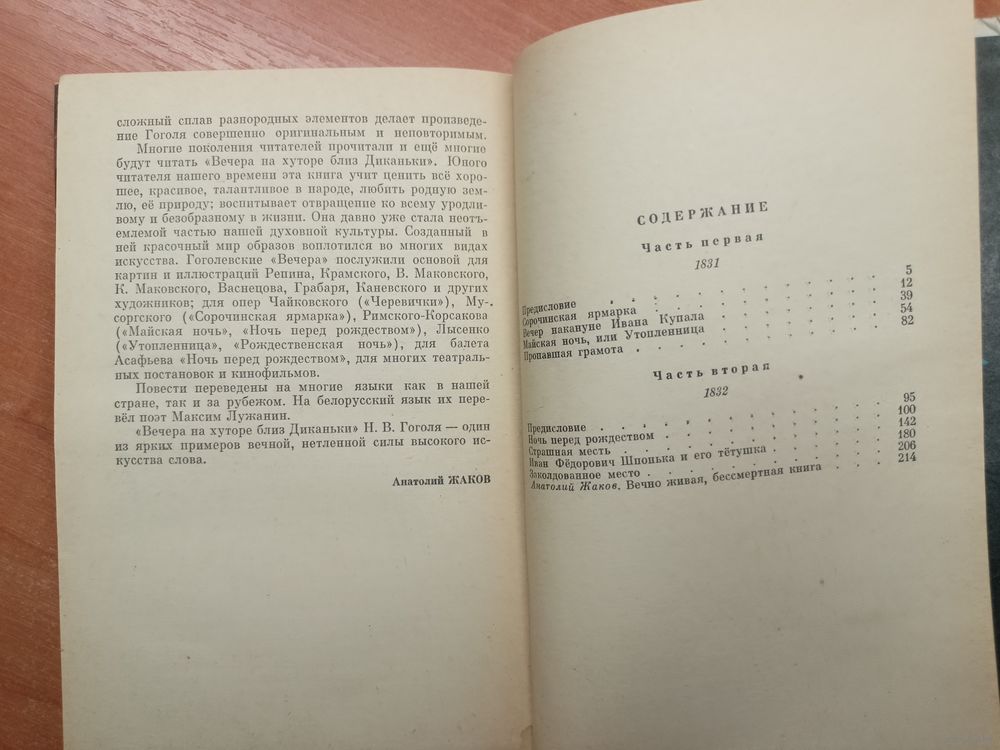 сложный сплав разнородных элементов делает произведе-
ние Гоголя совершенно оригинальным и неповторимым.
Многие поколения читателей прочитали и ещё многие
будут читать «Вечера на хуторе близ Диканьки». Юного
читателя нашего времени эта книга учит ценить всё хоро-
шее, красивое, талантливое в народе, любить родную зем-
лю, её природу; воспитывает отвращение ко всему уродли-
вому и безобразному в жизни. Она давно уже стала неотъ-
емлемой частью нашей духовной культуры. Созданный в
ней красочный мир образов воплотился во многих видах
искусства. Гоголевские «Вечера» послужили основой для
картин и иллюстраций Репина, Крамского, В. Маковского,
К. Маковского, Васнецова, Грабаря, Каневского и других
художников; для опер Чайковского («Черевички»), Му-
соргского («Сорочинская ярмарка»), Римского-Корсакова
(«Майская ночь», «Ночь перед рождеством»), Лысенко
(«Утопленница», «Рождественская ночь»), для балета
Асафьева «Ночь перед рождеством», для многих театраль-
ных постановок и кинофильмов.
Повести переведены на многие языки как в нашей
стране, так и за рубежом. На белорусский язык их пере-
вёл поэт Максим Лужанин.
«Вечера на хуторе близ Диканьки» Н. В. Гоголя — один
из ярких примеров вечной, нетленной силы высокого ис-
кусства слова.
Анатолий ЖАКОВ
СОДЕРЖАНИЕ
Часть первая
1831
Предисловие . . . . . . . . 5
Сорочинская ярмарка . . . . . . . . 12
Вечер накануне Ивана Купала . . . . . . 39
Майская ночь, или Утопленница . . . . . . 54
Пропавшая грамота . . . . . . . . 82
Часть вторая
1832
Предисловие . . . . . . . . 95
Ночь перед рождеством . . . . . . . . 100
Страшная месть . . . . . . . . 142
Иван Фёдорович Шпонька и его тётушка . . . . 180
Заколдованное место . . . . . . . . 206
Анатолий Жаков. Вечно живая, бессмертная книга . . . 214